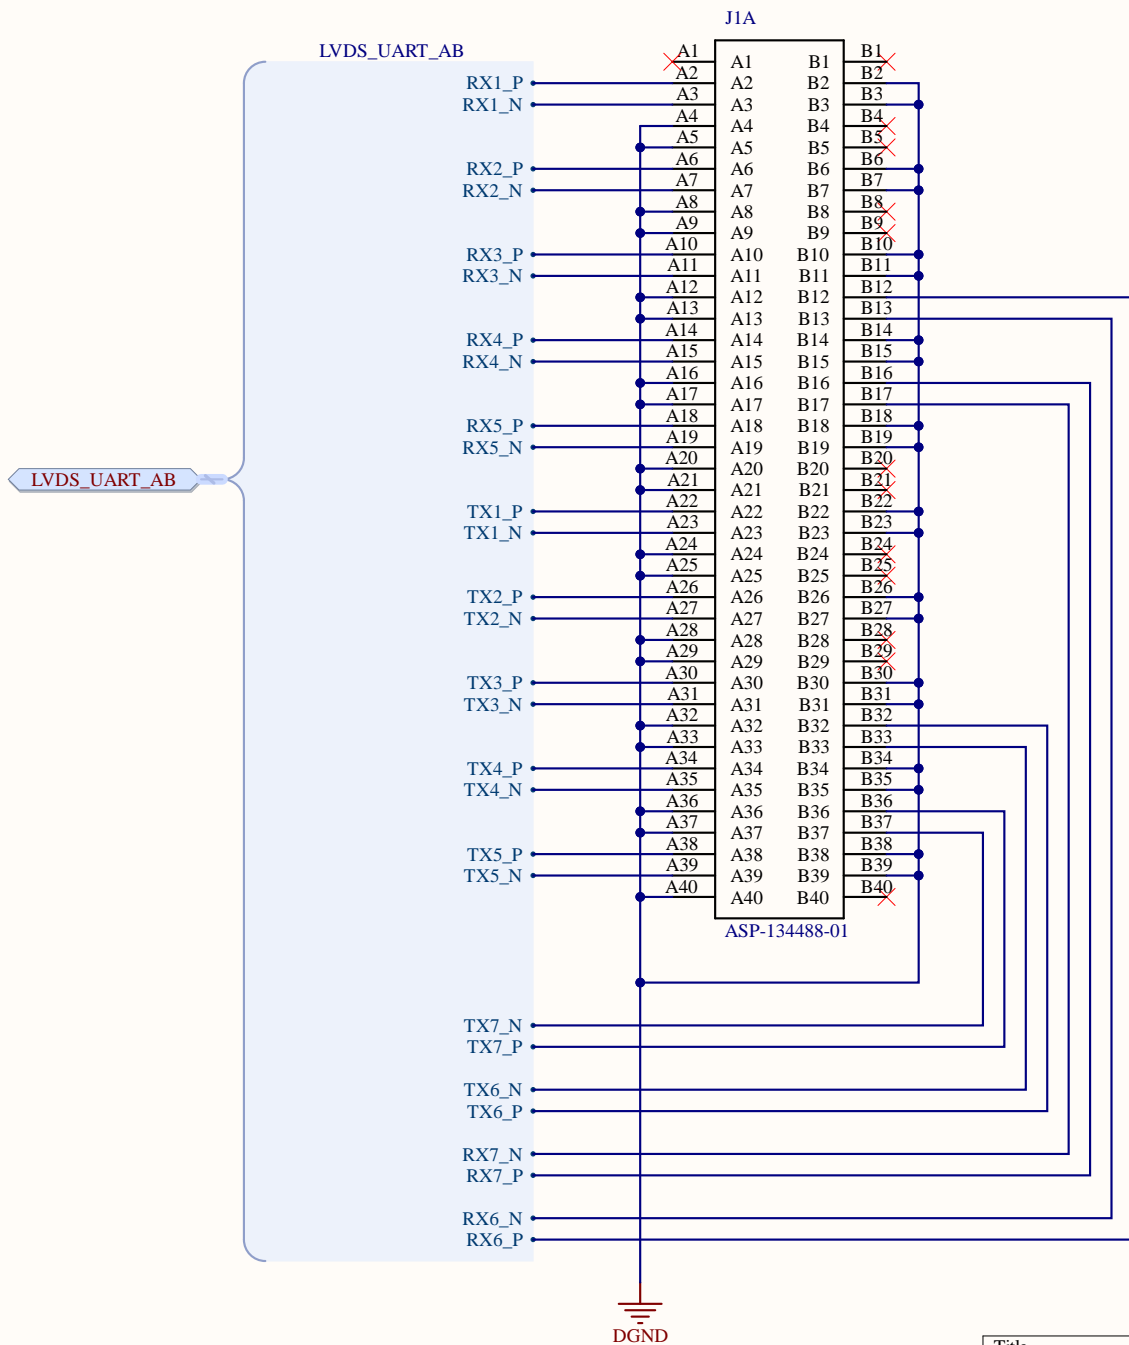 J1A
LVDS_UART_AB
A1 A1 B1 B1
RX1_P A2 A2 B2 B2
RX1_N A3 A3 B3 B3
A4 A4 B4 B4
A5 A5 B5 B5
RX2_P A6 A6 B6 B6
RX2_N A7 A7 B7 B7
A8 A8 B8 B8
A9 A9 B9 B9
RX3_P A10 A10 B10 B10
RX3_N A11 A11 B11 B11
A12 A12 B12 B12
A13 A13 B13 B13
RX4_P A14 A14 B14 B14
RX4_N A15 A15 B15 B15
A16 A16 B16 B16
A17 A17 B17 B17
RX5_P A18 A18 B18 B18
RX5_N A19 A19 B19 B19
A20 A20 B20 B20
LVDS_UART_AB
A21 A21 B21 B21
TX1_P A22 A22 B22 B22
TX1_N A23 A23 B23 B23
A24 A24 B24 B24
A25 A25 B25 B25
TX2_P A26 A26 B26 B26
TX2_N A27 A27 B27 B27
A28 A28 B28 B28
A29 A29 B29 B29
TX3_P A30 A30 B30 B30
TX3_N A31 A31 B31 B31
A32 A32 B32 B32
A33 A33 B33 B33
TX4_P A34 A34 B34 B34
TX4_N A35 A35 B35 B35
A36 A36 B36 B36
A37 A37 B37 B37
TX5_P A38 A38 B38 B38
TX5_N A39 A39 B39 B39
A40 A40 B40 B40
ASP-134488-01
TX7_N
TX7_P
TX6_N
TX6_P
RX7_N
RX7_P
RX6_N
RX6_P
DGND
Title